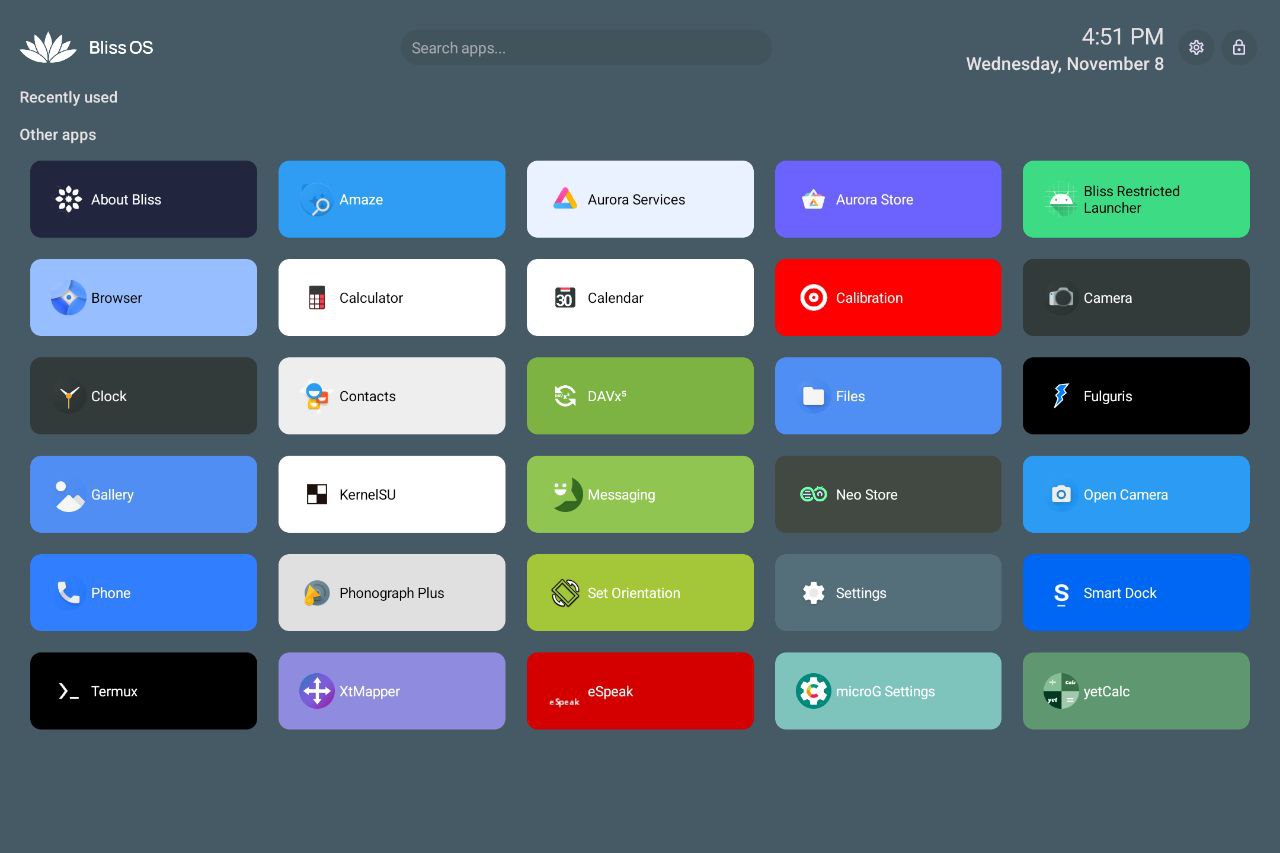 Bliss OS
Search apps...
4:51 PM
Wednesday, November 8
Recently used
Other apps
About Bliss
Amaze
Aurora Services
Aurora Store
Bliss Restricted
Launcher
Browser
Calculator
30
Calendar
Calibration
Camera
Clock
Contacts
DAVx⁵
Files
Fulguris
Gallery
KernelSU
Messaging
Neo Store
Open Camera
Phone
Phonograph Plus
Set Orientation
Settings
S
Smart Dock
Termux
XtMapper
eSpeak
eSpeak
microG Settings
Calc
yet
yetCalc